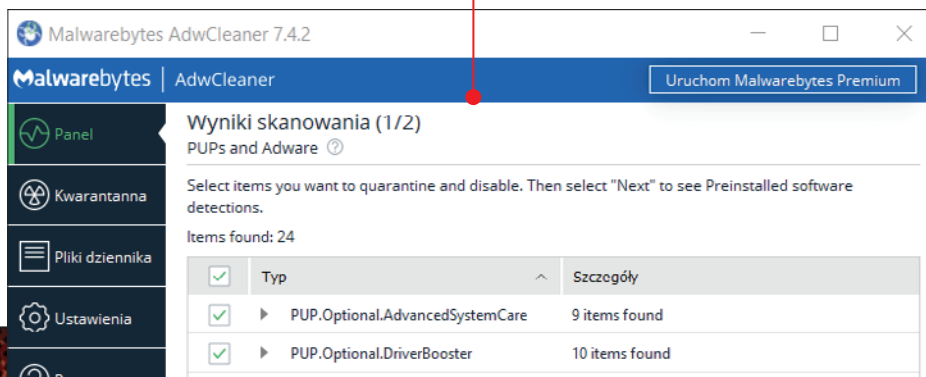 Malwarebytes AdwCleaner 7.4.2
Malwarebytes | AdwCleaner
Uruchom Malwarebytes Premium
Panel
Kwarantanna
Pliki dziennika
Ustawienia
Wyniki skanowania (1/2)
PUPs and Adware
Select items you want to quarantine and disable. Then select "Next" to see Preinstalled software
detections.
Items found: 24
Typ Szczegóły
PUP.Optional.AdvancedSystemCare 9 items found
PUP.Optional.DriverBooster 10 items found